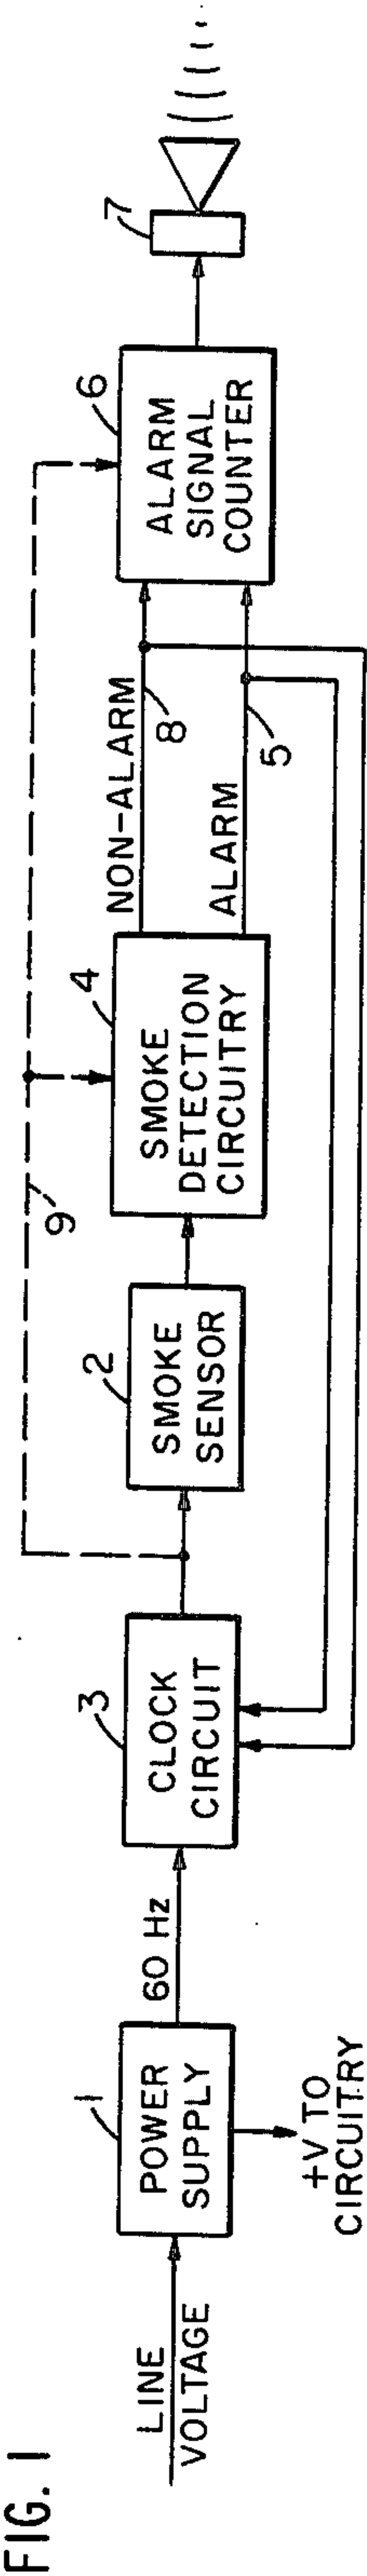 FIG. 1
LINE
VOLTAGE
1
POWER
SUPPLY
+V TO
CIRCUITRY
60 Hz
3
CLOCK
CIRCUIT
2
SMOKE
SENSOR
9
4
SMOKE
DETECTION
CIRCUITRY
NON-ALARM
8
ALARM
5
6
ALARM
SIGNAL
COUNTER
7